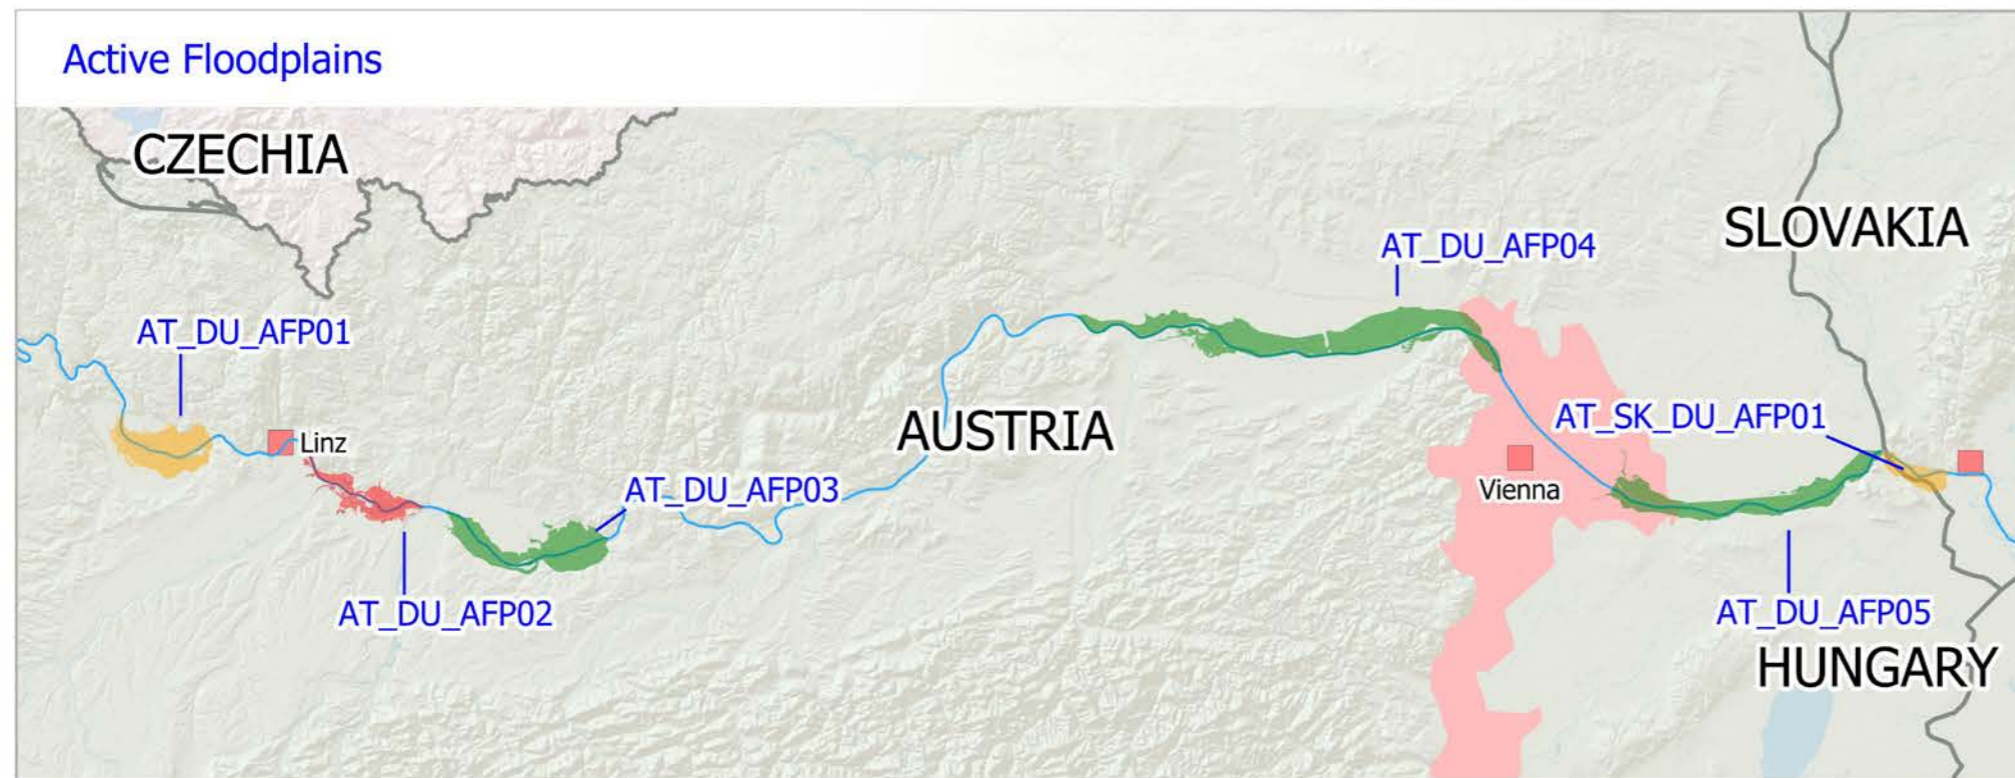 Active Floodplains
CZECHIA
SLOVAKIA
AT_DU_AFP04
AT_DU_AFP01
AT_SK_DU_AFP01
AUSTRIA
Linz
AT_DU_AFP03
Vienna
AT_DU_AFP02
AT_DU_AFP05
HUNGARY